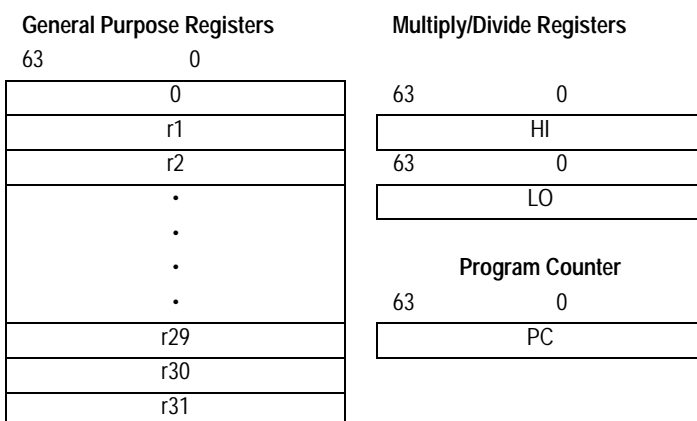 General Purpose Registers
63 0
0
r1
r2
•
•
•
•
r29
r30
r31
Multiply/Divide Registers
63 0
HI
63 0
LO
Program Counter
63 0
PC